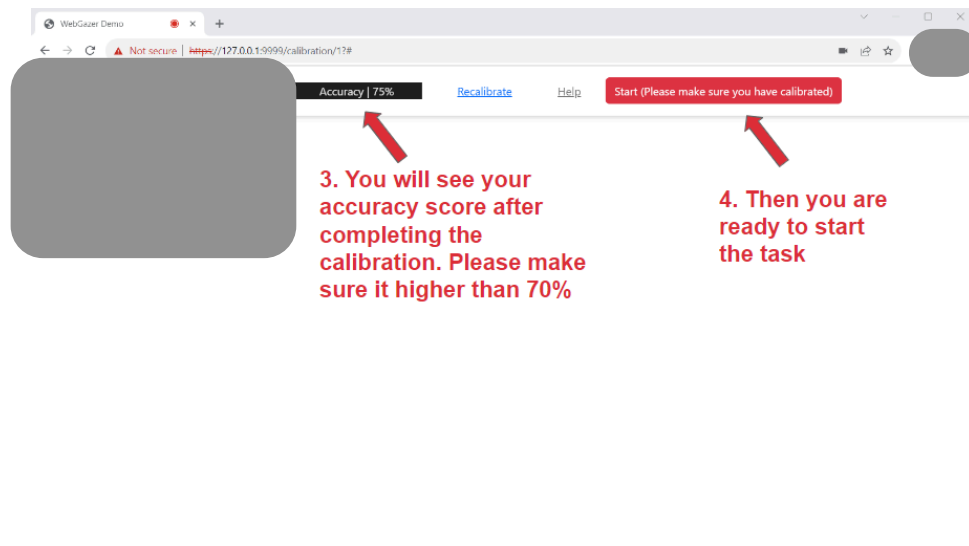 WebGazer Demo
Not secure | https://127.0.0.1:9999/calibration/1?#
Accuracy | 75%
Recalibrate
Help
Start (Please make sure you have calibrated)
3. You will see your
accuracy score after
completing the
calibration. Please make
sure it higher than 70%
4. Then you are
ready to start
the task